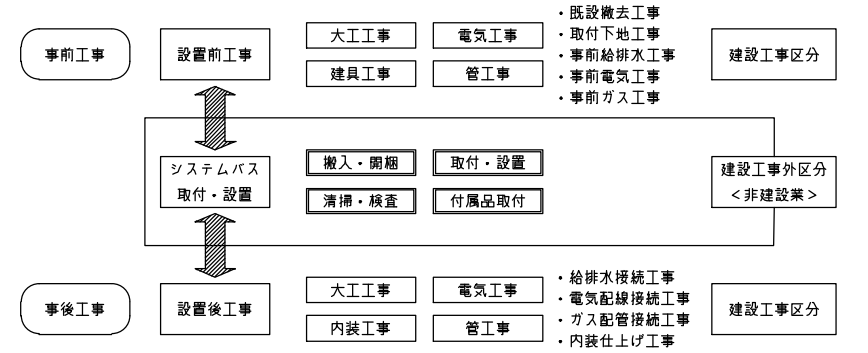 事前工事
設置前工事
大工工事
電気工事
建具工事
管工事
・既設撤去工事
・取付下地工事
・事前給排水工事
・事前電気工事
・事前ガス工事
建設工事区分
システムバス
取付・設置
搬入・開梱
取付・設置
清掃・検査
付属品取付
建設工事外区分
＜非建設業＞
事後工事
設置後工事
大工工事
電気工事
内装工事
管工事
・給排水接続工事
・電気配線接続工事
・ガス配管接続工事
・内装仕上げ工事
建設工事区分